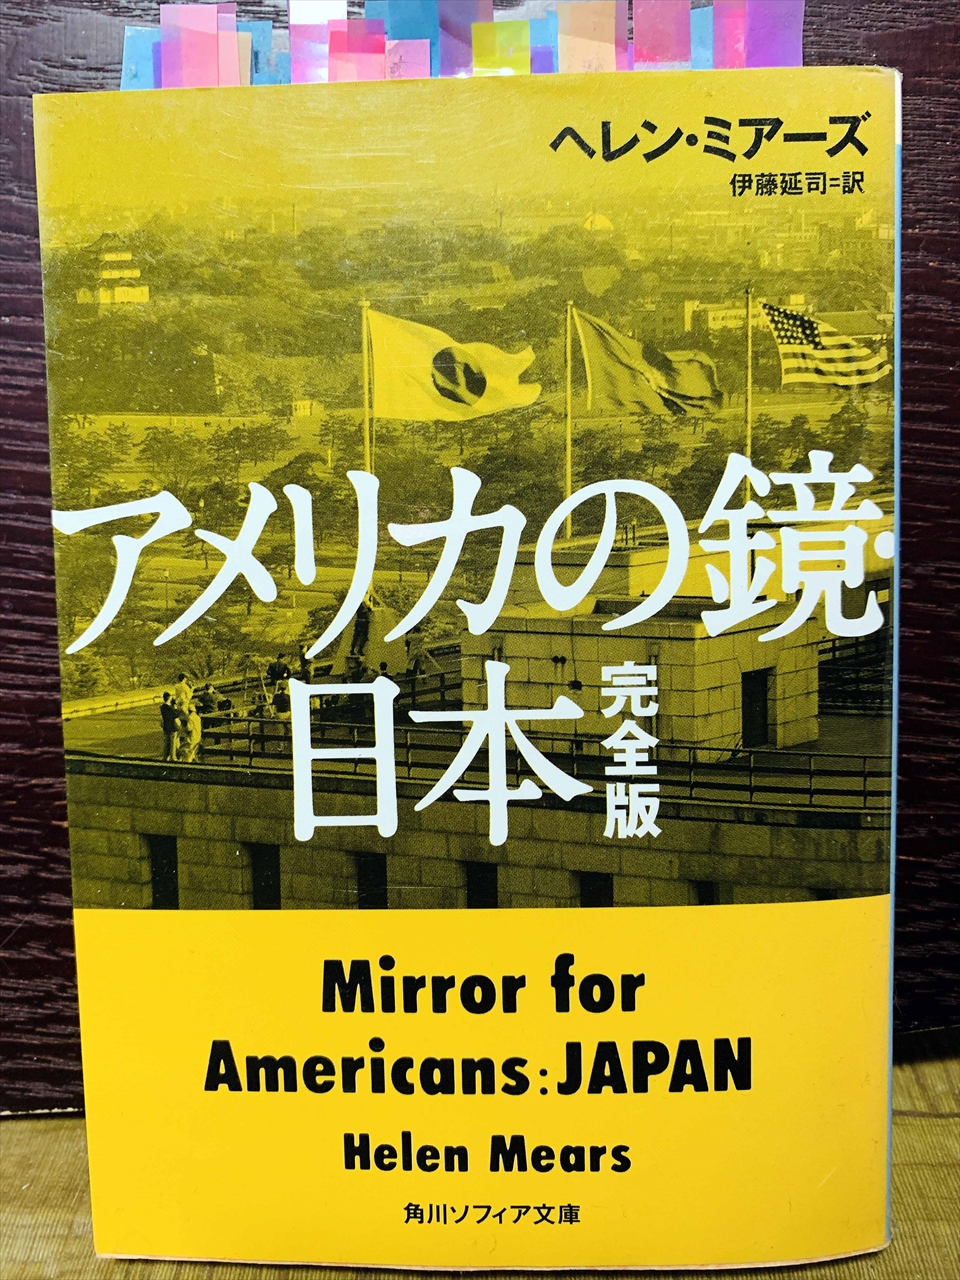 ヘレン・ミアーズ
伊藤延司=訳
アメリカの鏡・
日本 完全版
Mirror for
Americans:JAPAN
Helen Mears
角川ソフィア文庫